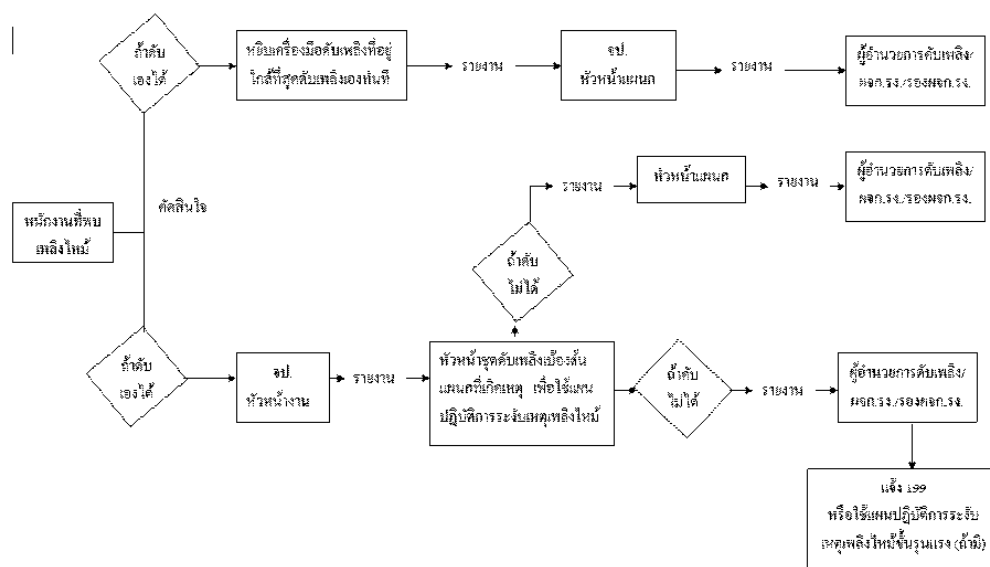 ถ้าดับ
เองได้
หยิบเครื่องมือดับเพลิงที่อยู่
ใกล้ที่สุดดับเพลิงเองทันที
รายงาน
จป.
หัวหน้าแผนก
รายงาน
ผู้อำนวยการดับเพลิง/
ผจก.รง./รองผจก.รง.
พนักงานที่พบ
เพลิงไหม้
ตัดสินใจ
ถ้าดับ
ไม่ได้
รายงาน
หัวหน้าแผนก
รายงาน
ผู้อำนวยการดับเพลิง/
ผจก.รง./รองผจก.รง.
ถ้าดับ
เองได้
จป.
หัวหน้างาน
รายงาน
หัวหน้าชุดดับเพลิงเบื้องต้น
แผนกที่เกิดเหตุ เพื่อใช้แผน
ปฏิบัติการระงับเหตุเพลิงไหม้
ถ้าดับ
ไม่ได้
รายงาน
ผู้อำนวยการดับเพลิง/
ผจก.รง./รองผจก.รง.
แจ้ง 199
หรือใช้แผนปฏิบัติการระงับ
เหตุเพลิงไหม้ขั้นรุนแรง (ถ้ามี)